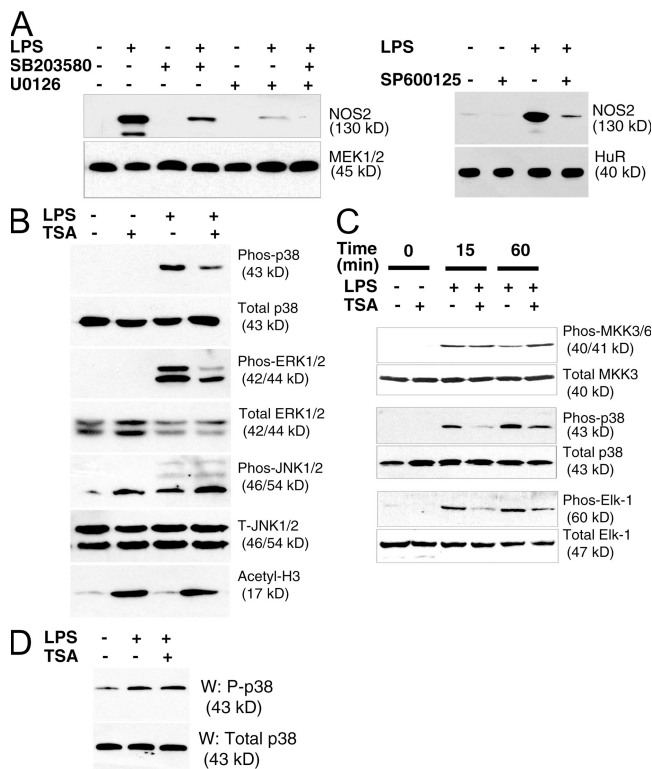 A
LPS - + - + - + +
SB203580 - - + + - - +
U0126 - - - - + + +
NOS2
(130 kD)
MEK1/2
(45 kD)
LPS - - + +
SP600125 - + - +
NOS2
(130 kD)
HuR
(40 kD)
B
LPS - - + +
TSA - + - +
Phos-p38
(43 kD)
Total p38
(43 kD)
Phos-ERK1/2
(42/44 kD)
Total ERK1/2
(42/44 kD)
Phos-JNK1/2
(46/54 kD)
T-JNK1/2
(46/54 kD)
Acetyl-H3
(17 kD)
C
Time 0 15 60
(min)
LPS - - + + + +
TSA - + - + - +
Phos-MKK3/6
(40/41 kD)
Total MKK3
(40 kD)
Phos-p38
(43 kD)
Total p38
(43 kD)
Phos-Elk-1
(60 kD)
Total Elk-1
(47 kD)
D
LPS - + +
TSA - - +
W: P-p38
(43 kD)
W: Total p38
(43 kD)